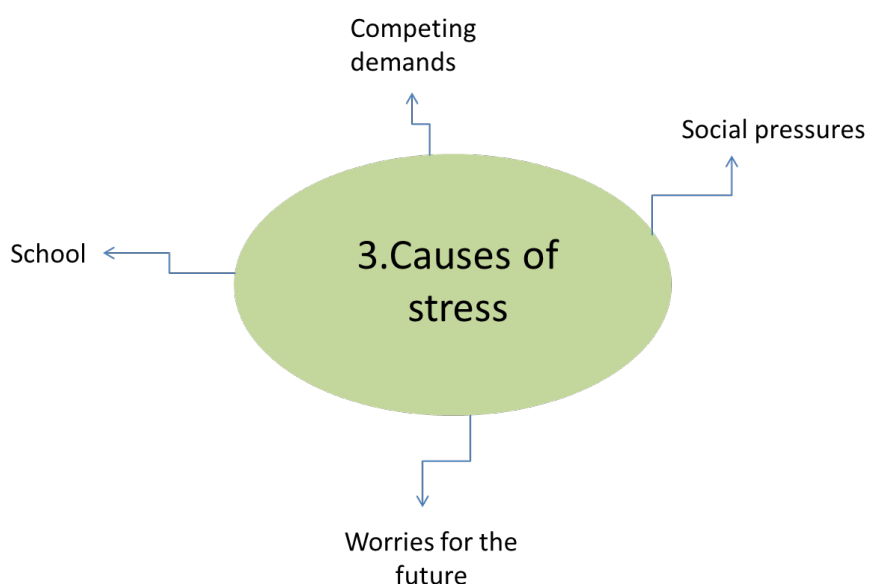 Competing
demands
Social pressures
School
3.Causes of
stress
Worries for the
future